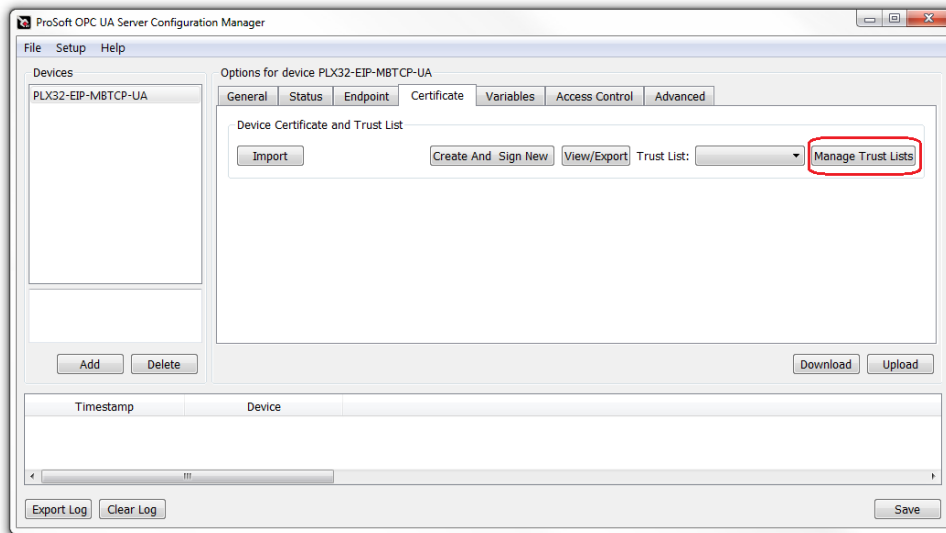 ProSoft OPC UA Server Configuration Manager
File Setup Help
Devices
PLX32-EIP-MBTCP-UA
Add Delete
Options for device PLX32-EIP-MBTCP-UA
General Status Endpoint Certificate Variables Access Control Advanced
Device Certificate and Trust List
Import Create And Sign New View/Export Trust List: Manage Trust Lists
Download Upload
Timestamp Device
Export Log Clear Log Save